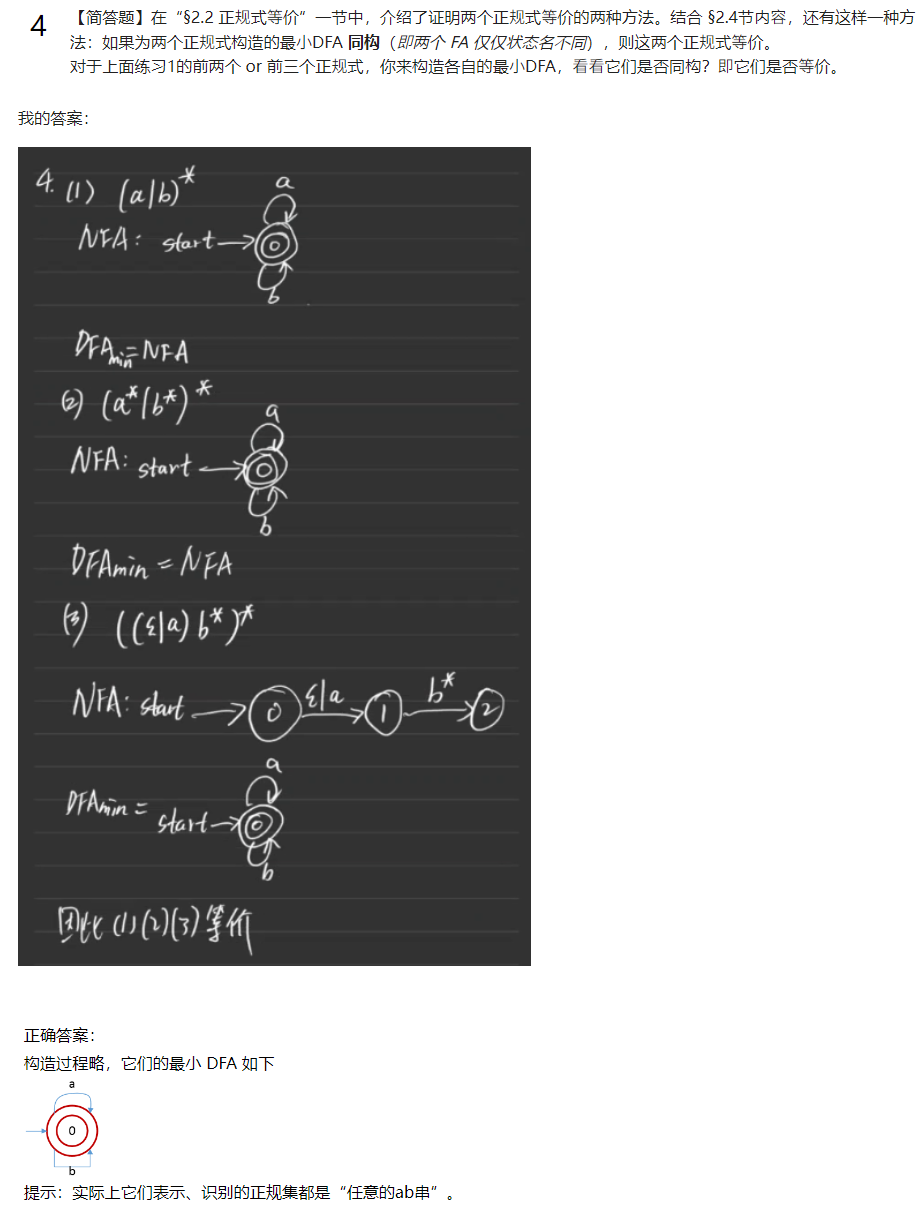 4
【简答题】在“§2.2 正规式等价”一节中，介绍了证明两个正规式等价的两种方法。结合 §2.4节内容，还有这样一种方
法：如果为两个正规式构造的最小DFA 同构（即两个 FA 仅仅状态名不同），则这两个正规式等价。
对于上面练习1的前两个 or 前三个正规式，你来构造各自的最小DFA，看看它们是否同构？即它们是否等价。
我的答案：
4. (1) (a|b)*
a
NFA: start 0
b
DFAmin=NFA
(2) (a*|b*)*
a
NFA: start 0
b
DFAmin = NFA
(3) ((ε|a) b*)*
NFA: start 0 ε|a 1 b* 2
a
DFAmin = start 0
b
因此 (1)(2)(3)等价
正确答案：
构造过程略，它们的最小 DFA 如下
a
0
b
提示：实际上它们表示、识别的正规集都是“任意的ab串”。